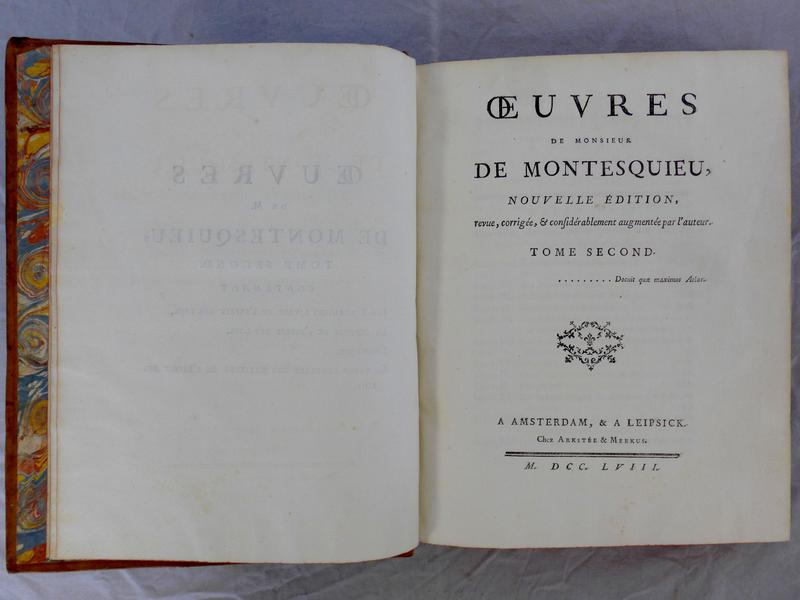 ŒUVRES
DE MONSIEUR
DE MONTESQUIEU,
NOUVELLE ÉDITION,
revue, corrigée, & considérablement augmentée par l'auteur.
TOME SECOND.
. . . . . . . . . Docuit quæ maximus Atlas.
A AMSTERDAM, & A LEIPSICK.
Chez ARKSTÉE & MERKUS.
M. DCC. LVIII.